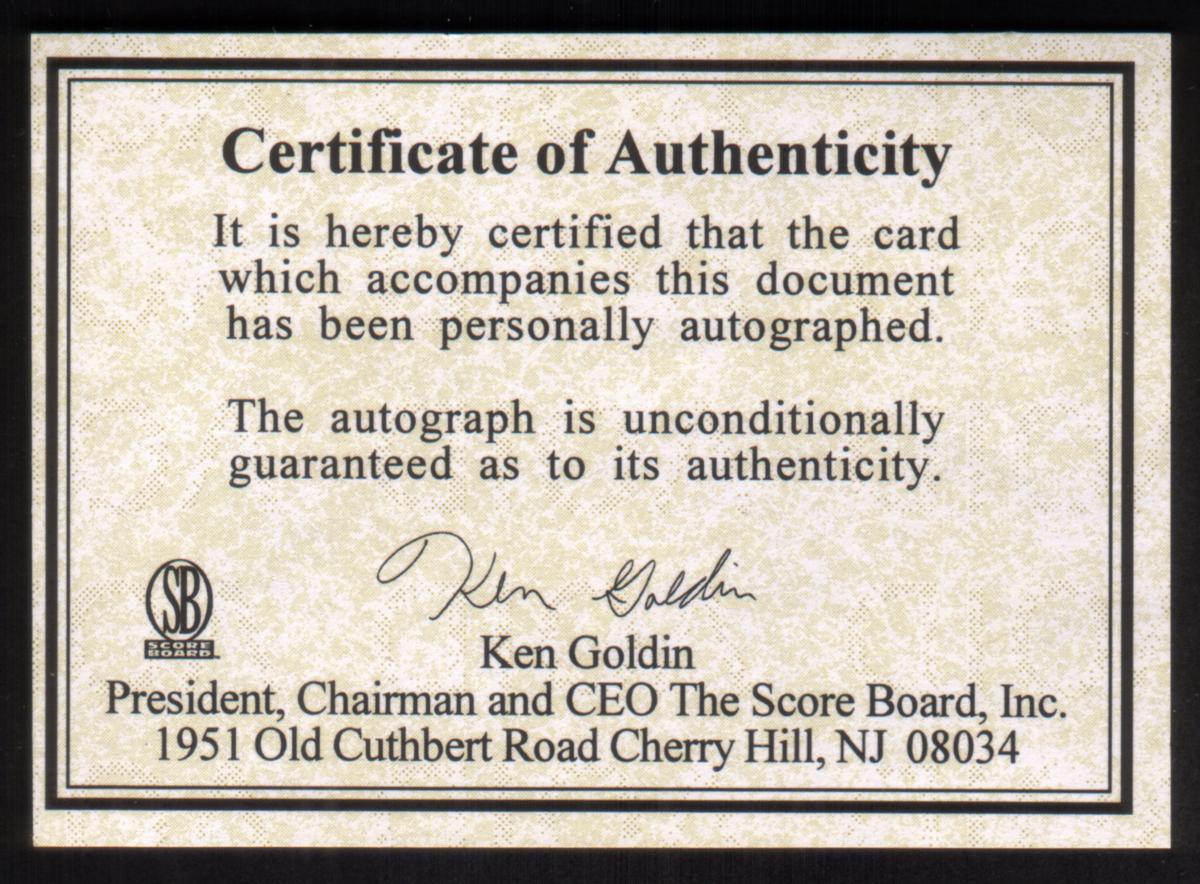 Certificate of Authenticity
It is hereby certified that the card
which accompanies this document
has been personally autographed.
The autograph is unconditionally
guaranteed as to its authenticity.
Ken Goldin
SB
SCORE
BOARD
Ken Goldin
President, Chairman and CEO The Score Board, Inc.
1951 Old Cuthbert Road Cherry Hill, NJ 08034